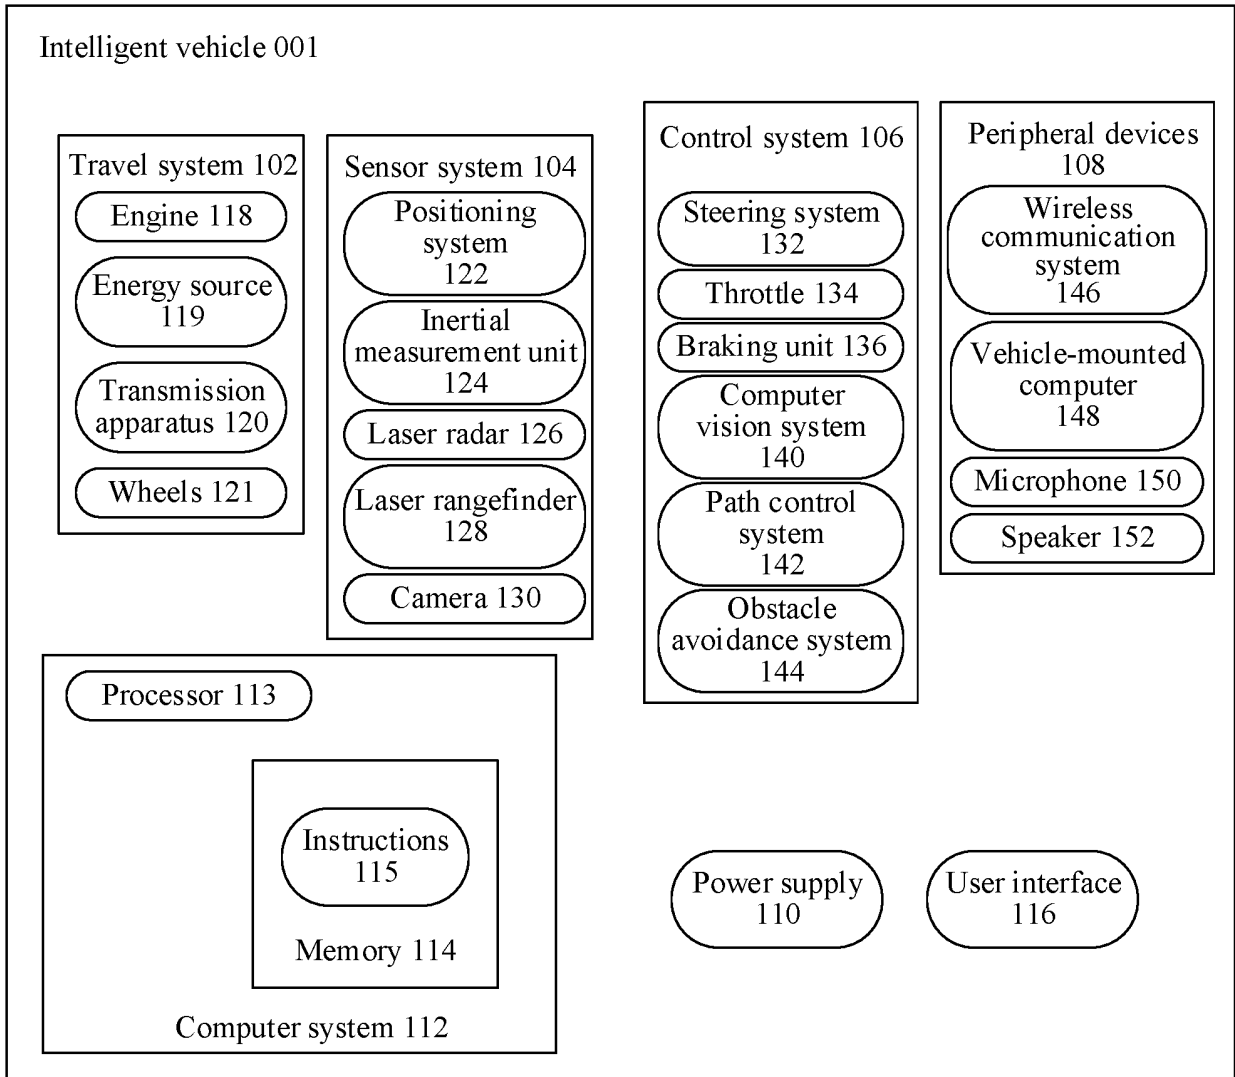 Intelligent vehicle 001
Travel system 102
Engine 118
Energy source
119
Transmission
apparatus 120
Wheels 121
Sensor system 104
Positioning
system
122
Inertial
measurement unit
124
Laser radar 126
Laser rangefinder
128
Camera 130
Control system 106
Steering system
132
Throttle 134
Braking unit 136
Computer
vision system
140
Path control
system
142
Obstacle
avoidance system
144
Peripheral devices
108
Wireless
communication
system
146
Vehicle-mounted
computer
148
Microphone 150
Speaker 152
Processor 113
Instructions
115
Memory 114
Computer system 112
Power supply
110
User interface
116